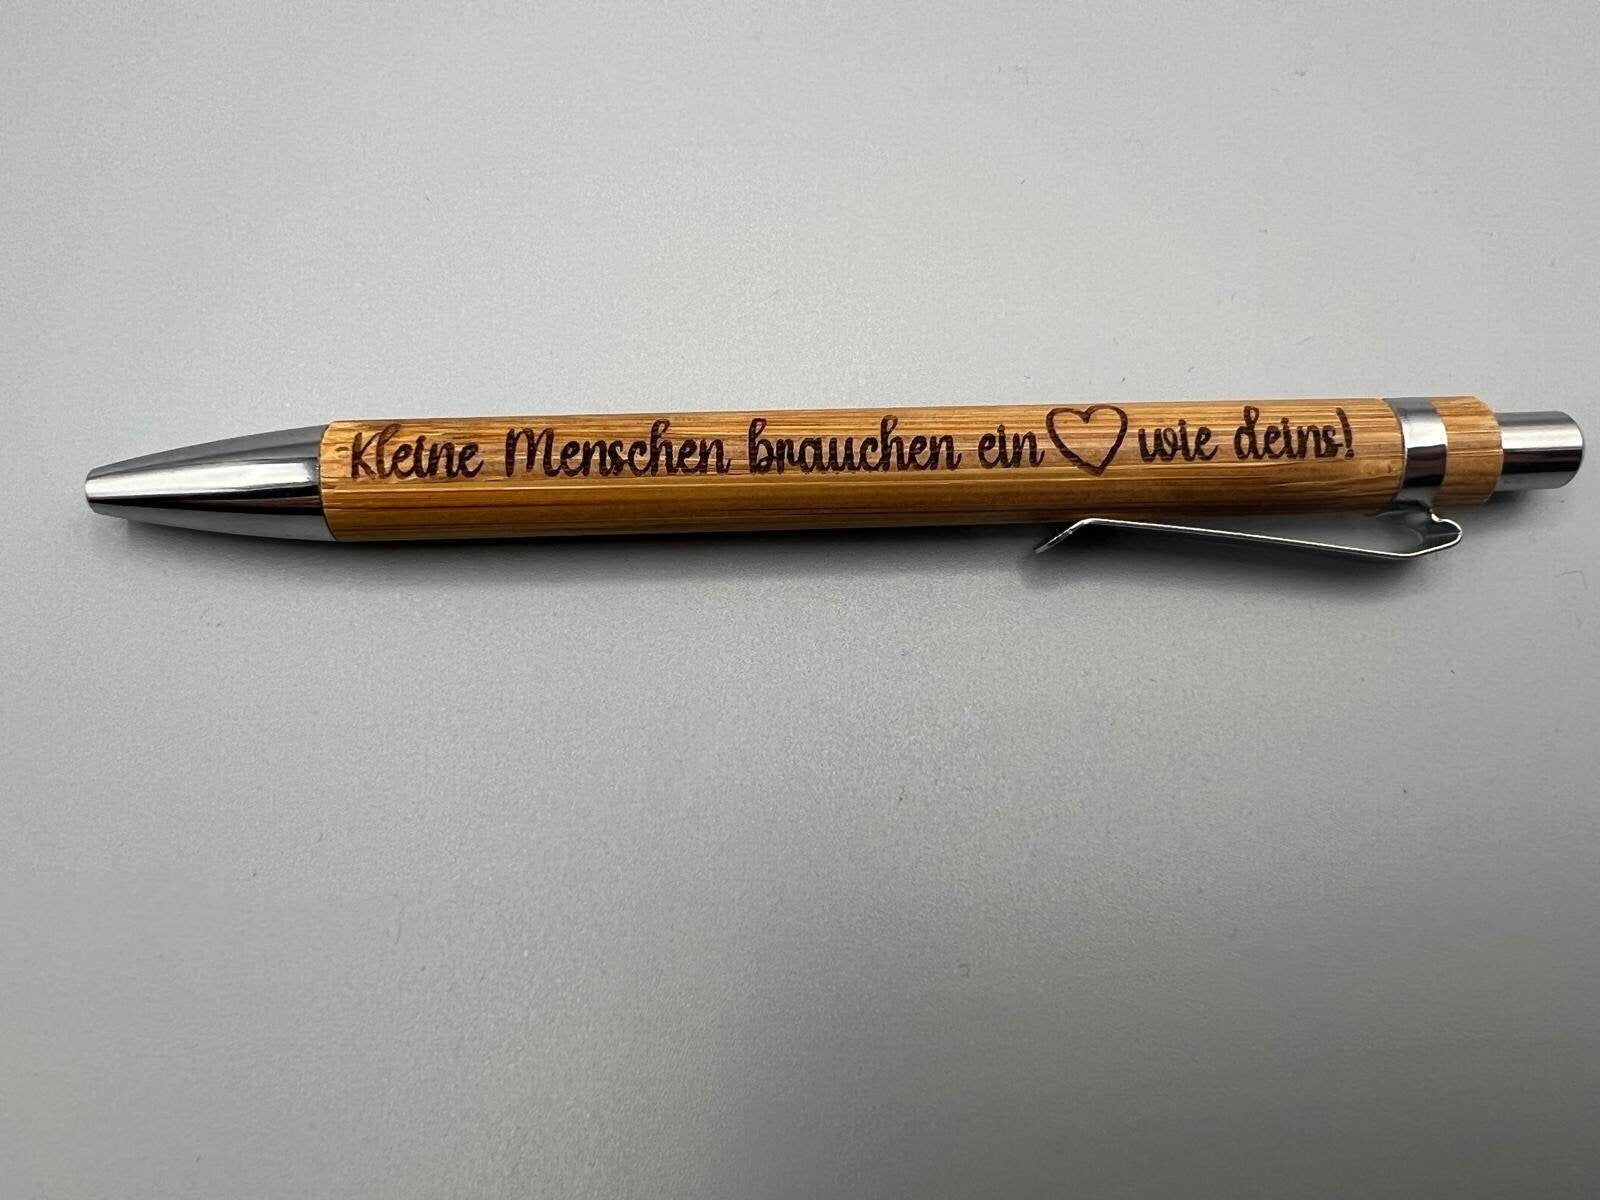 Kleine Menschen brauchen ein ♡ wie deins!